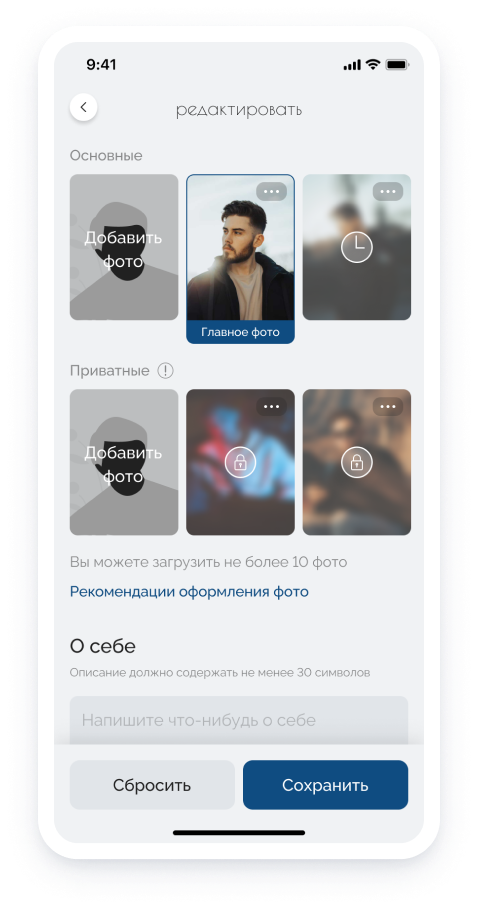 9:41
редактировать
Основные
Добавить
фото
Главное фото
Приватные
Добавить
фото
Вы можете загрузить не более 10 фото
Рекомендации оформления фото
О себе
Описание должно содержать не менее 30 символов
Напишите что-нибудь о себе
Сбросить
Сохранить